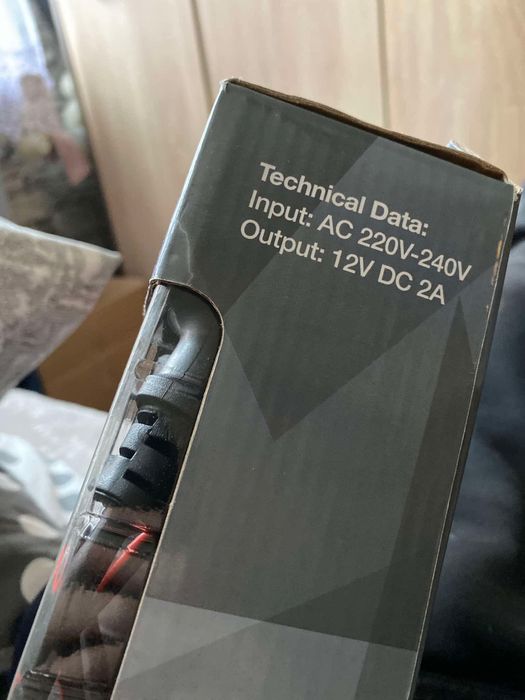 Technical Data:
Input: AC 220V-240V
Output: 12V DC 2A